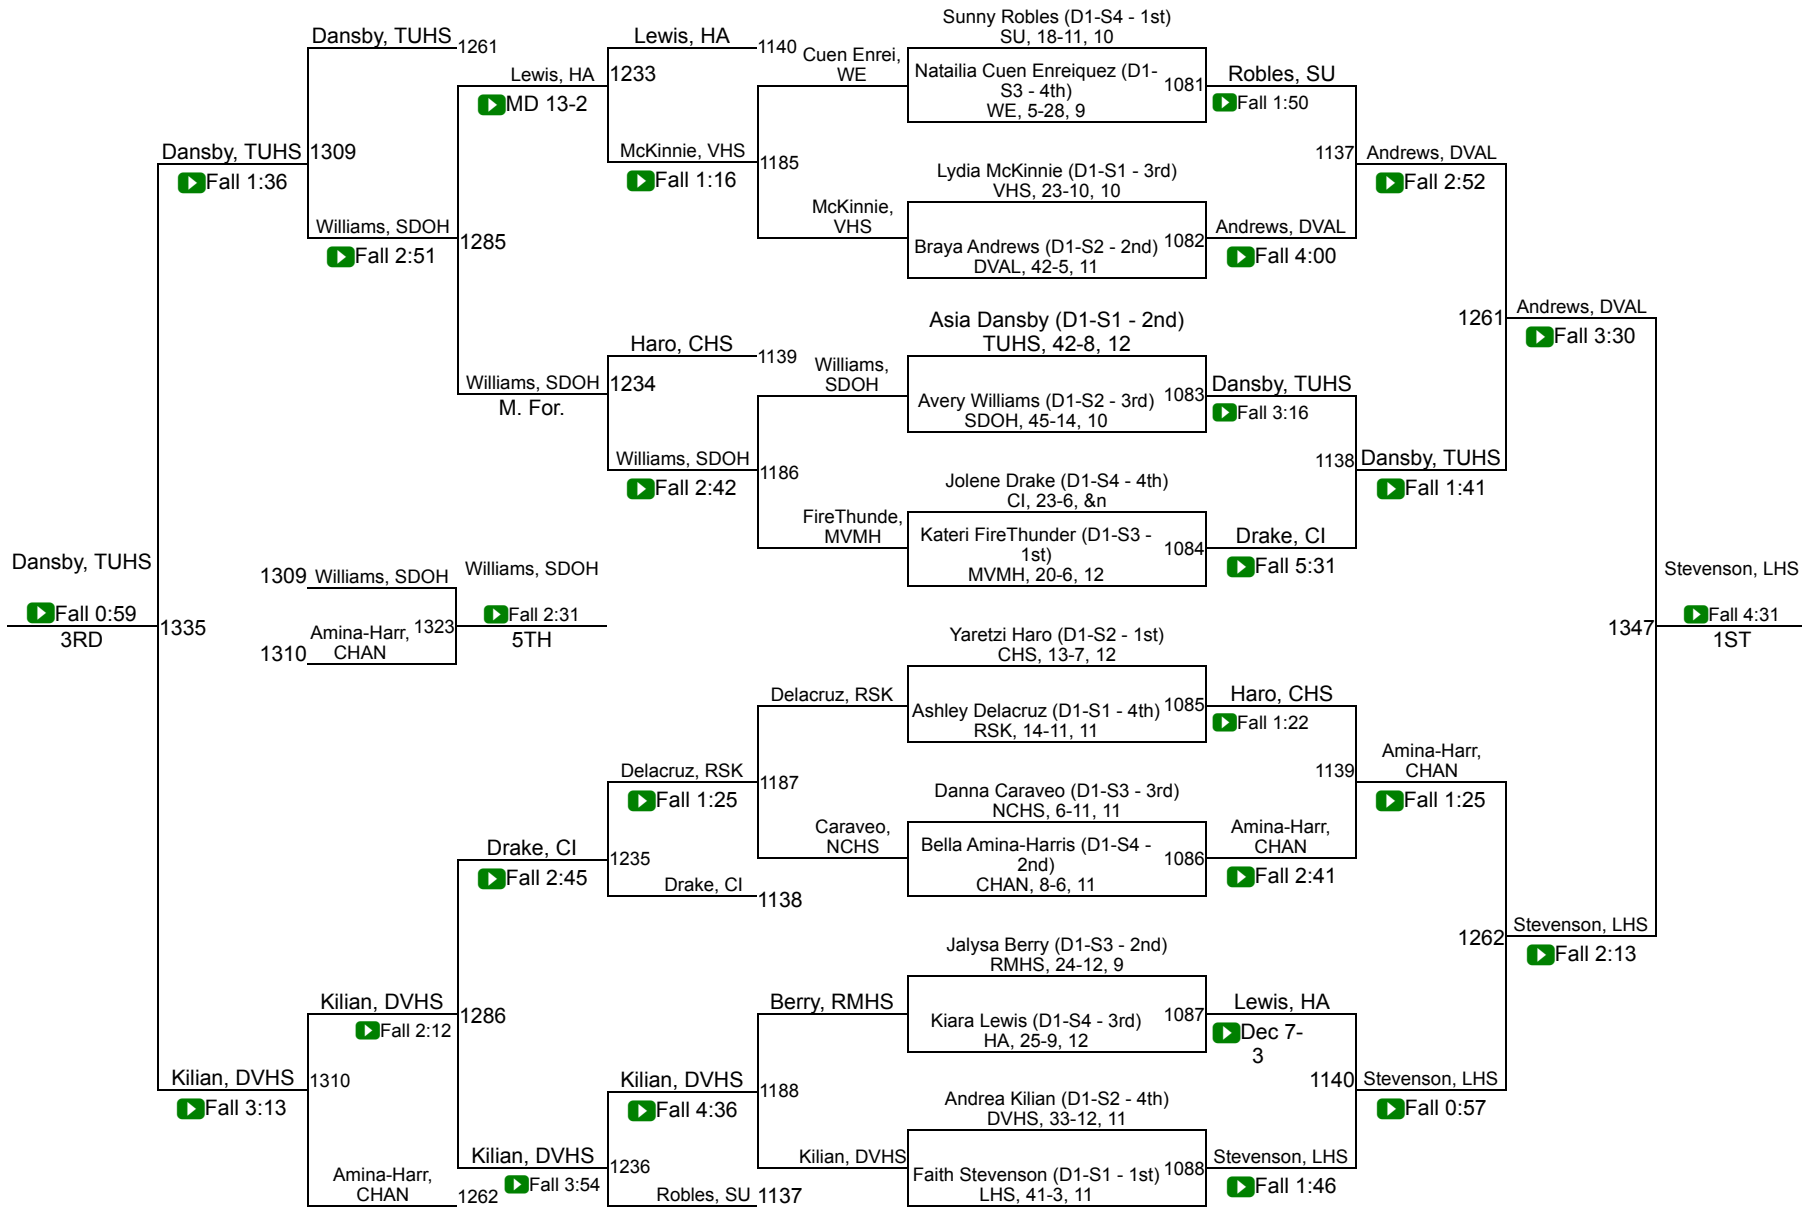 Sunny Robles (D1-S4 - 1st)
SU, 18-11, 10
Dansby, TUHS
1261
Lewis, HA
1140
Cuen Enrei,
WE
Natailia Cuen Enreiquez (D1-
S3 - 4th)
WE, 5-28, 9
1081
Robles, SU
Fall 1:50
Lewis, HA
1233
MD 13-2
Dansby, TUHS
1309
Fall 1:36
McKinnie, VHS
1185
Fall 1:16
Lydia McKinnie (D1-S1 - 3rd)
VHS, 23-10, 10
1137
Andrews, DVAL
Fall 2:52
McKinnie,
VHS
Williams, SDOH
1285
Fall 2:51
Braya Andrews (D1-S2 - 2nd)
DVAL, 42-5, 11
1082
Andrews, DVAL
Fall 4:00
Asia Dansby (D1-S1 - 2nd)
TUHS, 42-8, 12
1261
Andrews, DVAL
Fall 3:30
Haro, CHS
1139
Williams,
SDOH
Williams, SDOH
1234
M. For.
Avery Williams (D1-S2 - 3rd)
SDOH, 45-14, 10
1083
Dansby, TUHS
Fall 3:16
Williams, SDOH
1186
Fall 2:42
Jolene Drake (D1-S4 - 4th)
CI, 23-6, &n
1138
Dansby, TUHS
Fall 1:41
FireThunde,
MVMH
Kateri FireThunder (D1-S3 -
1st)
MVMH, 20-6, 12
1084
Drake, CI
Fall 5:31
Dansby, TUHS
Fall 0:59
3RD
1335
1309
Williams, SDOH
Williams, SDOH
Amina-Harr,
CHAN
1323
1310
Fall 2:31
5TH
Yaretzi Haro (D1-S2 - 1st)
CHS, 13-7, 12
1347
Stevenson, LHS
Fall 4:31
1ST
Delacruz, RSK
Ashley Delacruz (D1-S1 - 4th)
RSK, 14-11, 11
1085
Haro, CHS
Fall 1:22
Delacruz, RSK
1187
Fall 1:25
Danna Caraveo (D1-S3 - 3rd)
NCHS, 6-11, 11
1139
Amina-Harr,
CHAN
Fall 1:25
Caraveo,
NCHS
Bella Amina-Harris (D1-S4 -
2nd)
CHAN, 8-6, 11
1086
Amina-Harr,
CHAN
Fall 2:41
Drake, CI
1235
Fall 2:45
Drake, CI
1138
Jalysa Berry (D1-S3 - 2nd)
RMHS, 24-12, 9
1262
Stevenson, LHS
Fall 2:13
Kilian, DVHS
1286
Fall 2:12
Berry, RMHS
Kiara Lewis (D1-S4 - 3rd)
HA, 25-9, 12
1087
Lewis, HA
Dec 7-
3
Kilian, DVHS
1310
Fall 3:13
Kilian, DVHS
1188
Fall 4:36
Andrea Kilian (D1-S2 - 4th)
DVHS, 33-12, 11
1140
Stevenson, LHS
Fall 0:57
Kilian, DVHS
1236
Fall 3:54
Kilian, DVHS
Faith Stevenson (D1-S1 - 1st)
LHS, 41-3, 11
1088
Stevenson, LHS
Fall 1:46
Amina-Harr,
CHAN
1262
Robles, SU
1137